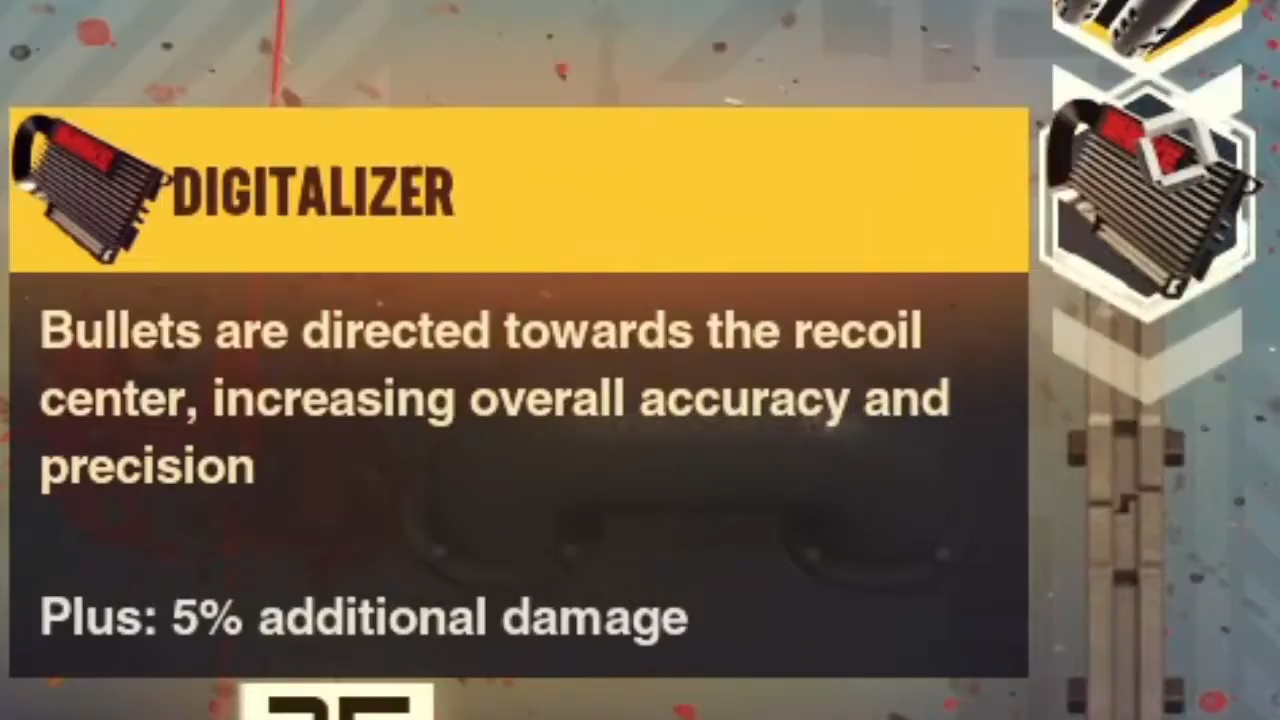 DIGITALIZER
Bullets are directed towards the recoil
center, increasing overall accuracy and
precision
Plus: 5% additional damage